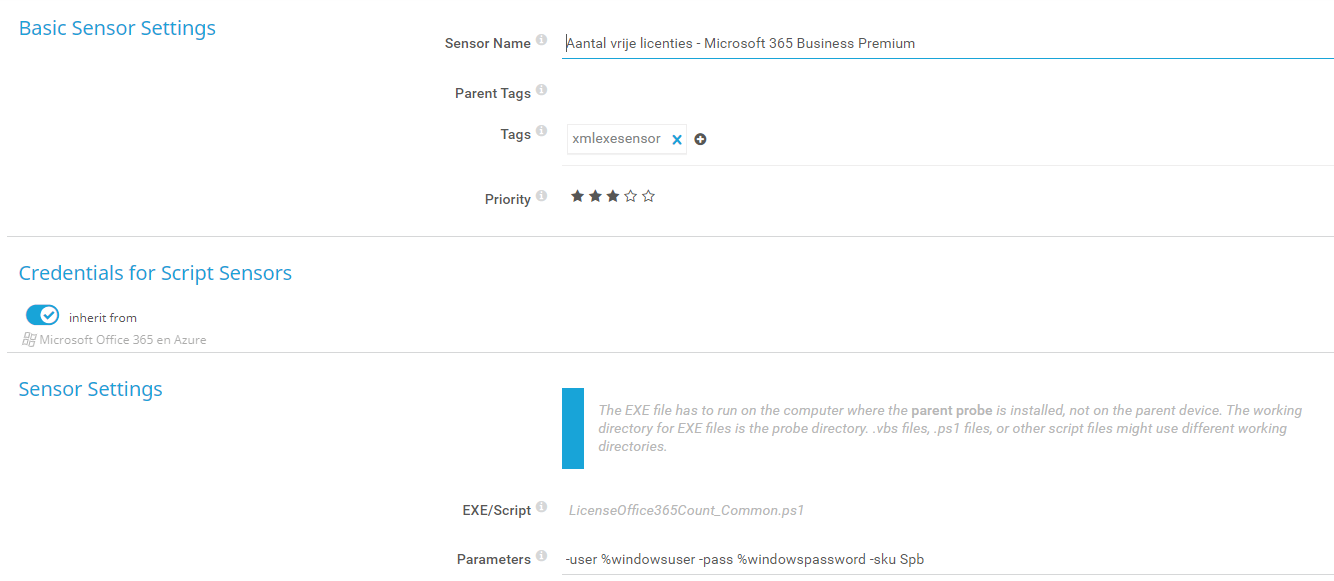 Basic Sensor Settings
Sensor Name
Aantal vrije licenties - Microsoft 365 Business Premium
Parent Tags
Tags
xmlexesensor
Priority
Credentials for Script Sensors
inherit from
Microsoft Office 365 en Azure
Sensor Settings
The EXE file has to run on the computer where the parent probe is installed, not on the parent device. The working
directory for EXE files is the probe directory. .vbs files, .ps1 files, or other script files might use different working
directories.
EXE/Script
LicenseOffice365Count_Common.ps1
Parameters
-user %windowsuser -pass %windowspassword -sku Spb